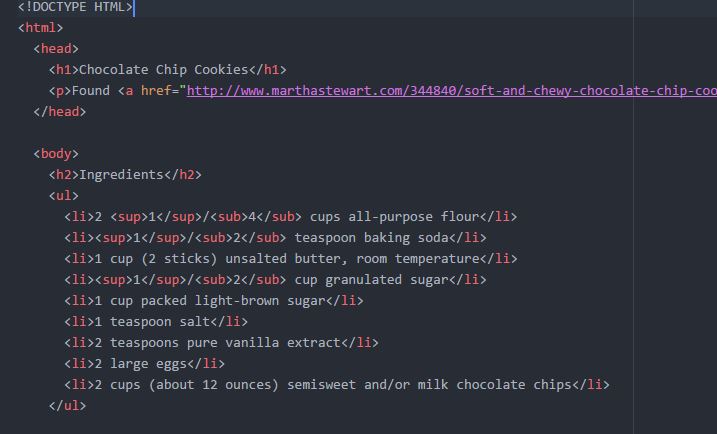 <!DOCTYPE HTML>
<html>
<head>
<h1>Chocolate Chip Cookies</h1>
<p>Found <a href="http://www.marthastewart.com/344840/soft-and-chewy-chocolate-chip-coo
</head>
<body>
<h2>Ingredients</h2>
<ul>
<li>2 <sup>1</sup>/<sub>4</sub> cups all-purpose flour</li>
<li><sup>1</sup>/<sub>2</sub> teaspoon baking soda</li>
<li>1 cup (2 sticks) unsalted butter, room temperature</li>
<li><sup>1</sup>/<sub>2</sub> cup granulated sugar</li>
<li>1 cup packed light-brown sugar</li>
<li>1 teaspoon salt</li>
<li>2 teaspoons pure vanilla extract</li>
<li>2 large eggs</li>
<li>2 cups (about 12 ounces) semisweet and/or milk chocolate chips</li>
</ul>